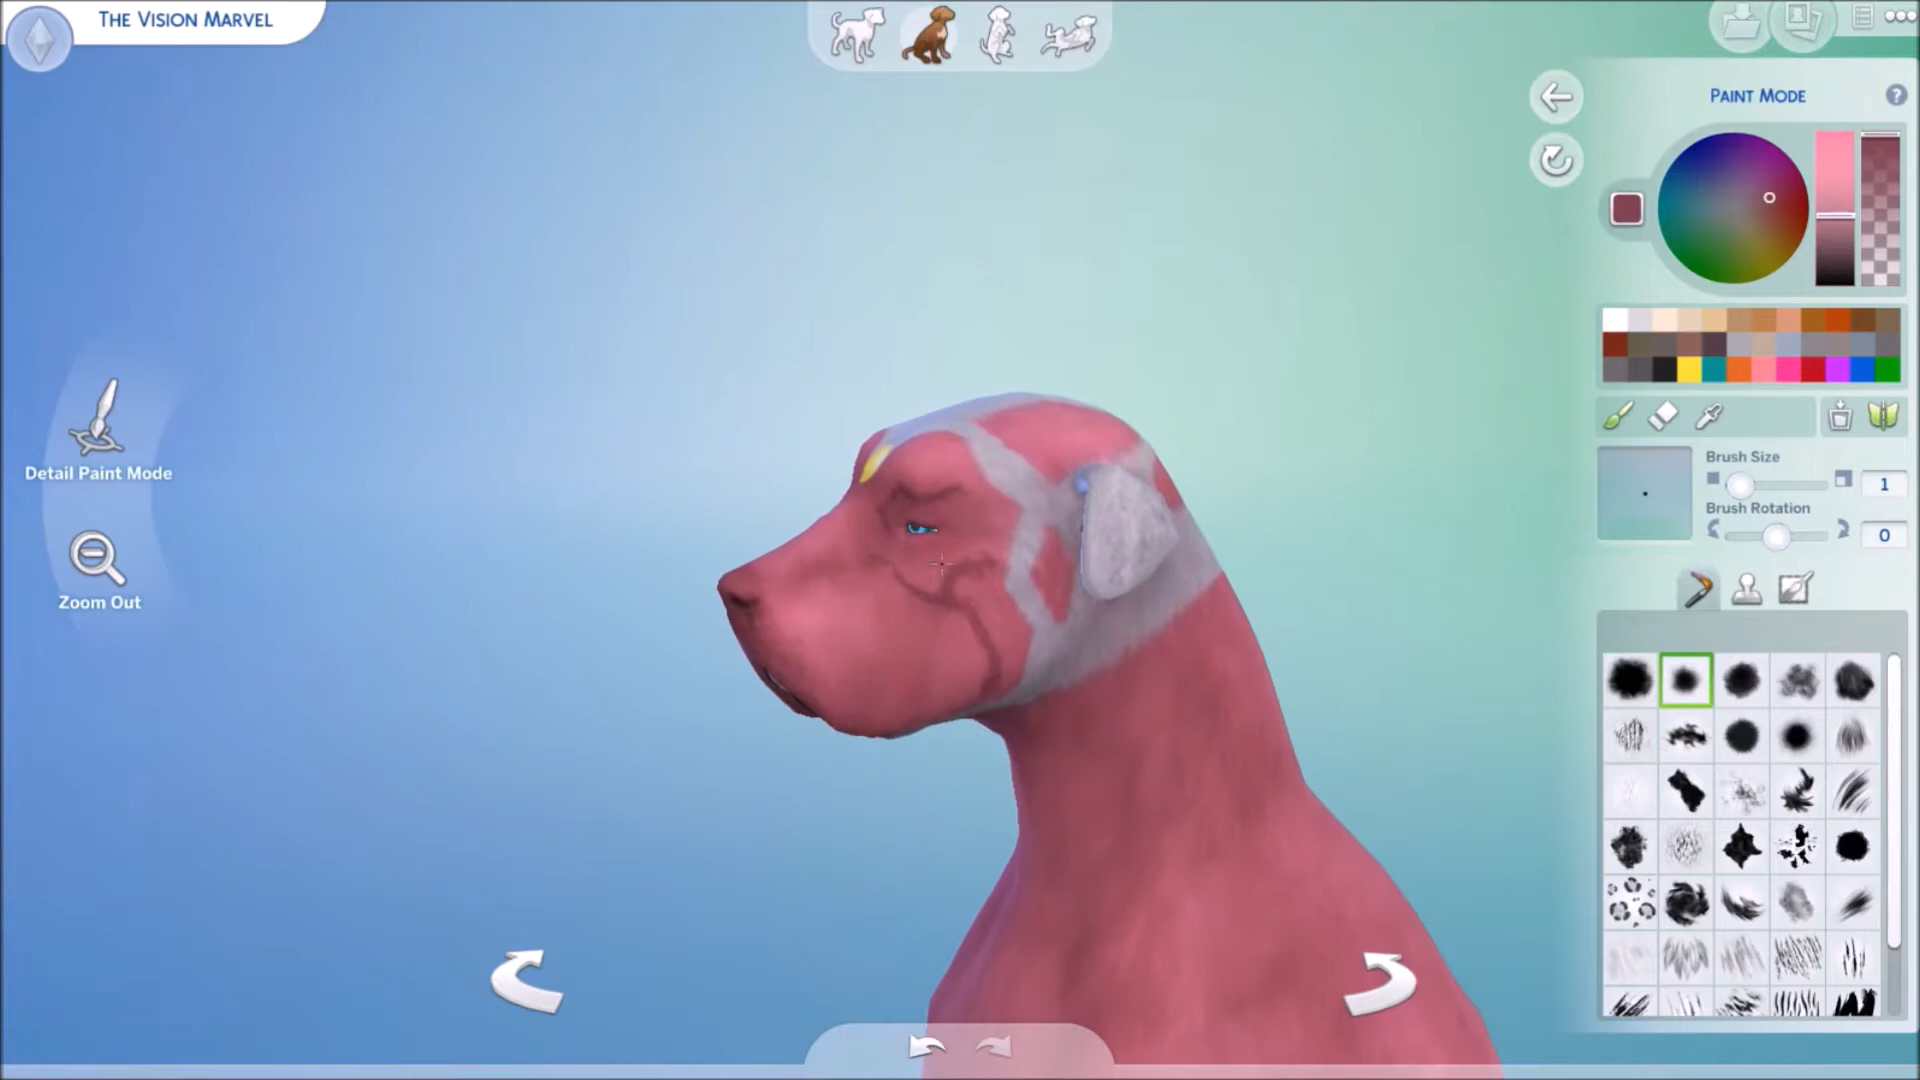 THE VISION MARVEL
PAINT MODE
?
Detail Paint Mode
Zoom Out
Brush Size
1
Brush Rotation
0